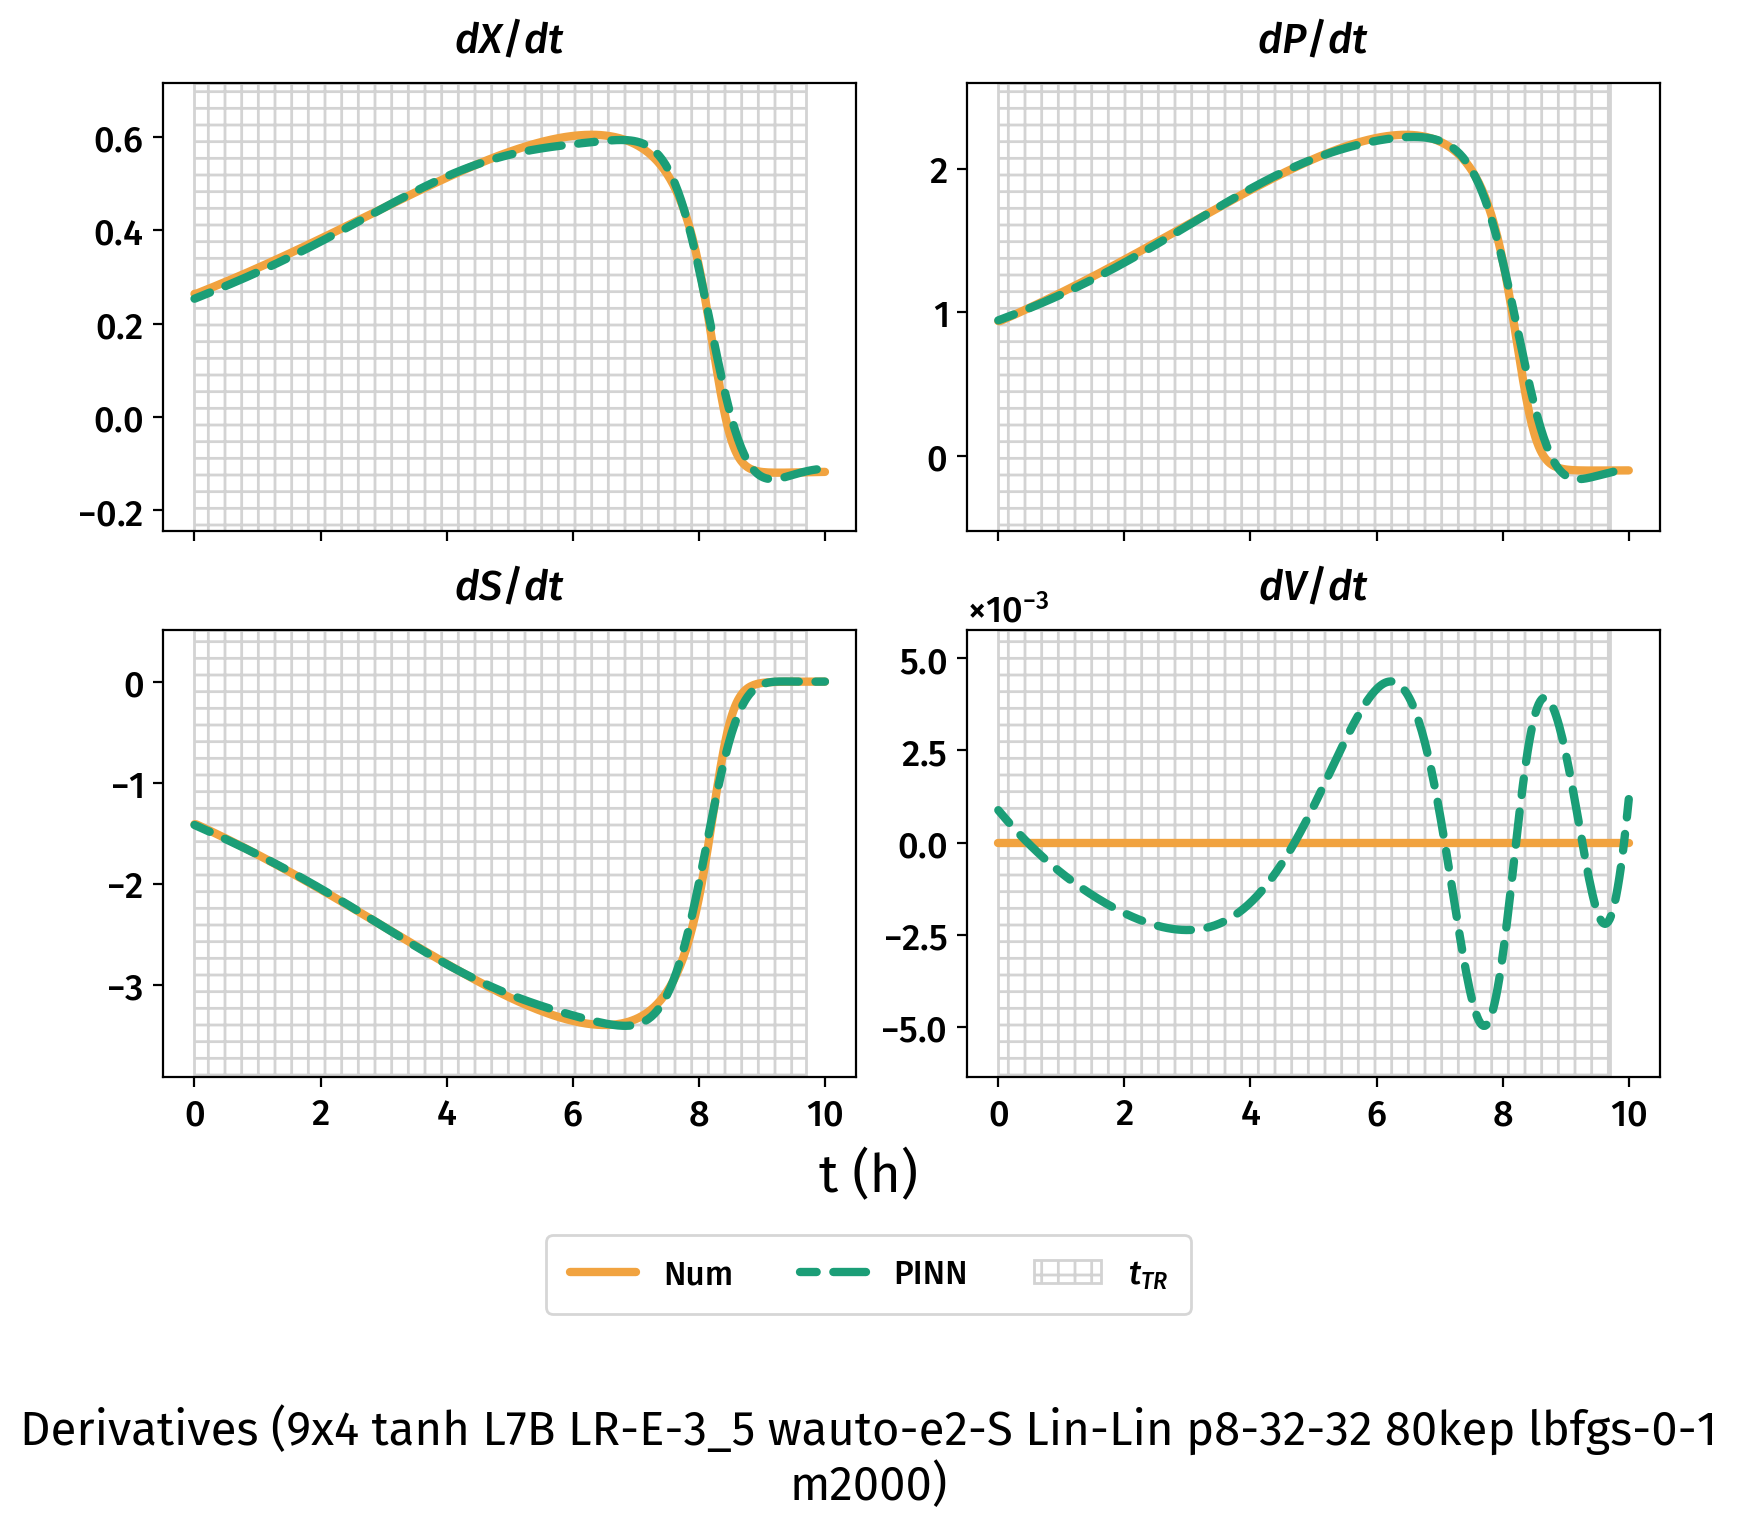 dX/dt
dP/dt
0.6
0.4
0.2
0.0
−0.2
2
1
0
dS/dt
dV/dt
×10⁻³
0
−1
−2
−3
5.0
2.5
0.0
−2.5
−5.0
0 2 4 6 8 10
0 2 4 6 8 10
t (h)
Num PINN t_TR
Derivatives (9x4 tanh L7B LR-E-3_5 wauto-e2-S Lin-Lin p8-32-32 80kep lbfgs-0-1
m2000)